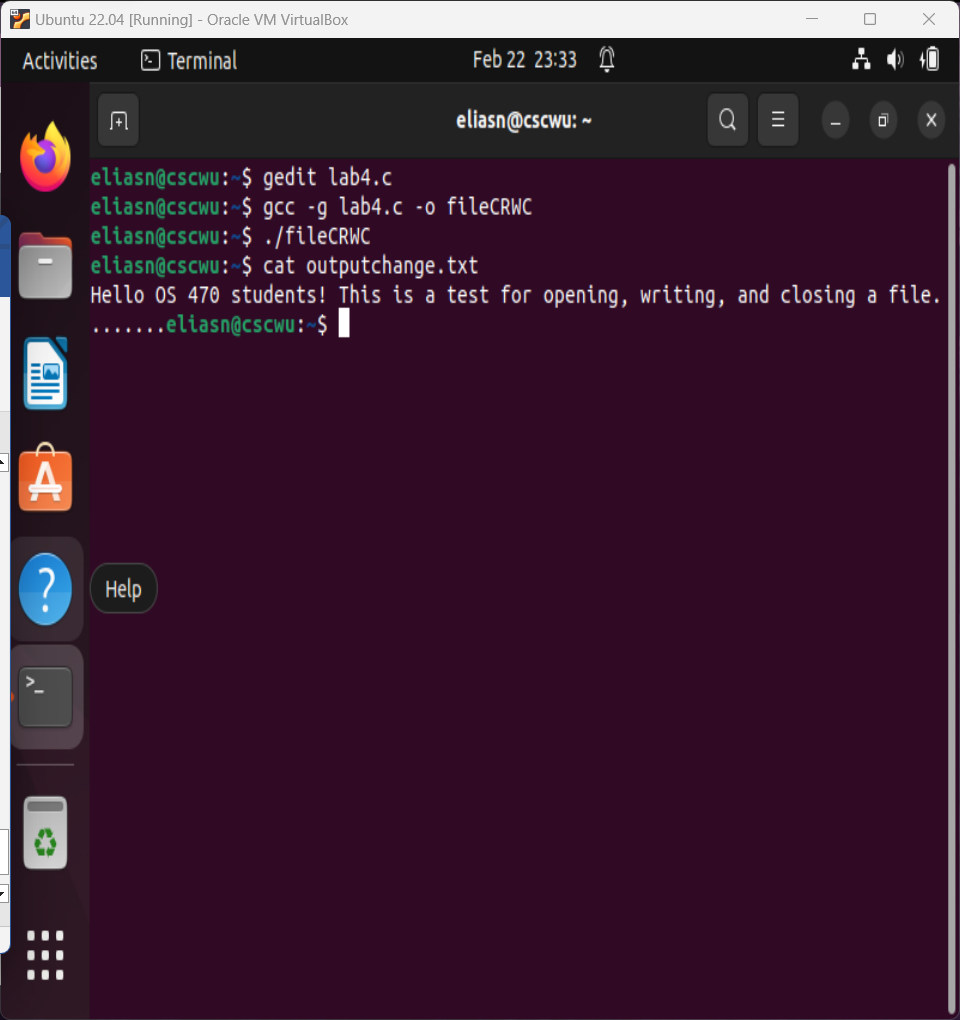 Ubuntu 22.04 [Running] - Oracle VM VirtualBox
Activities Terminal Feb 22 23:33
eliasn@cscwu: ~
eliasn@cscwu:~$ gedit lab4.c
eliasn@cscwu:~$ gcc -g lab4.c -o fileCRWC
eliasn@cscwu:~$ ./fileCRWC
eliasn@cscwu:~$ cat outputchange.txt
Hello OS 470 students! This is a test for opening, writing, and closing a file.
.......eliasn@cscwu:~$
Help